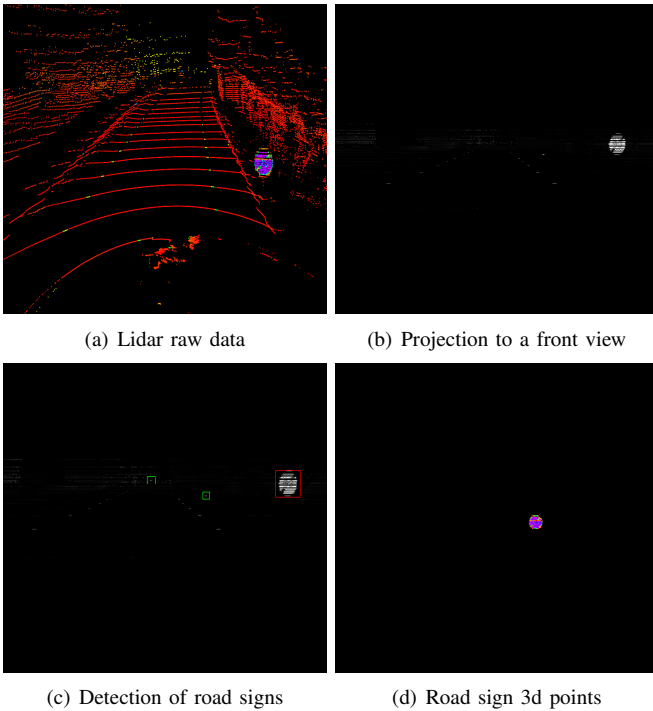 (a) Lidar raw data
(b) Projection to a front view
(c) Detection of road signs
(d) Road sign 3d points